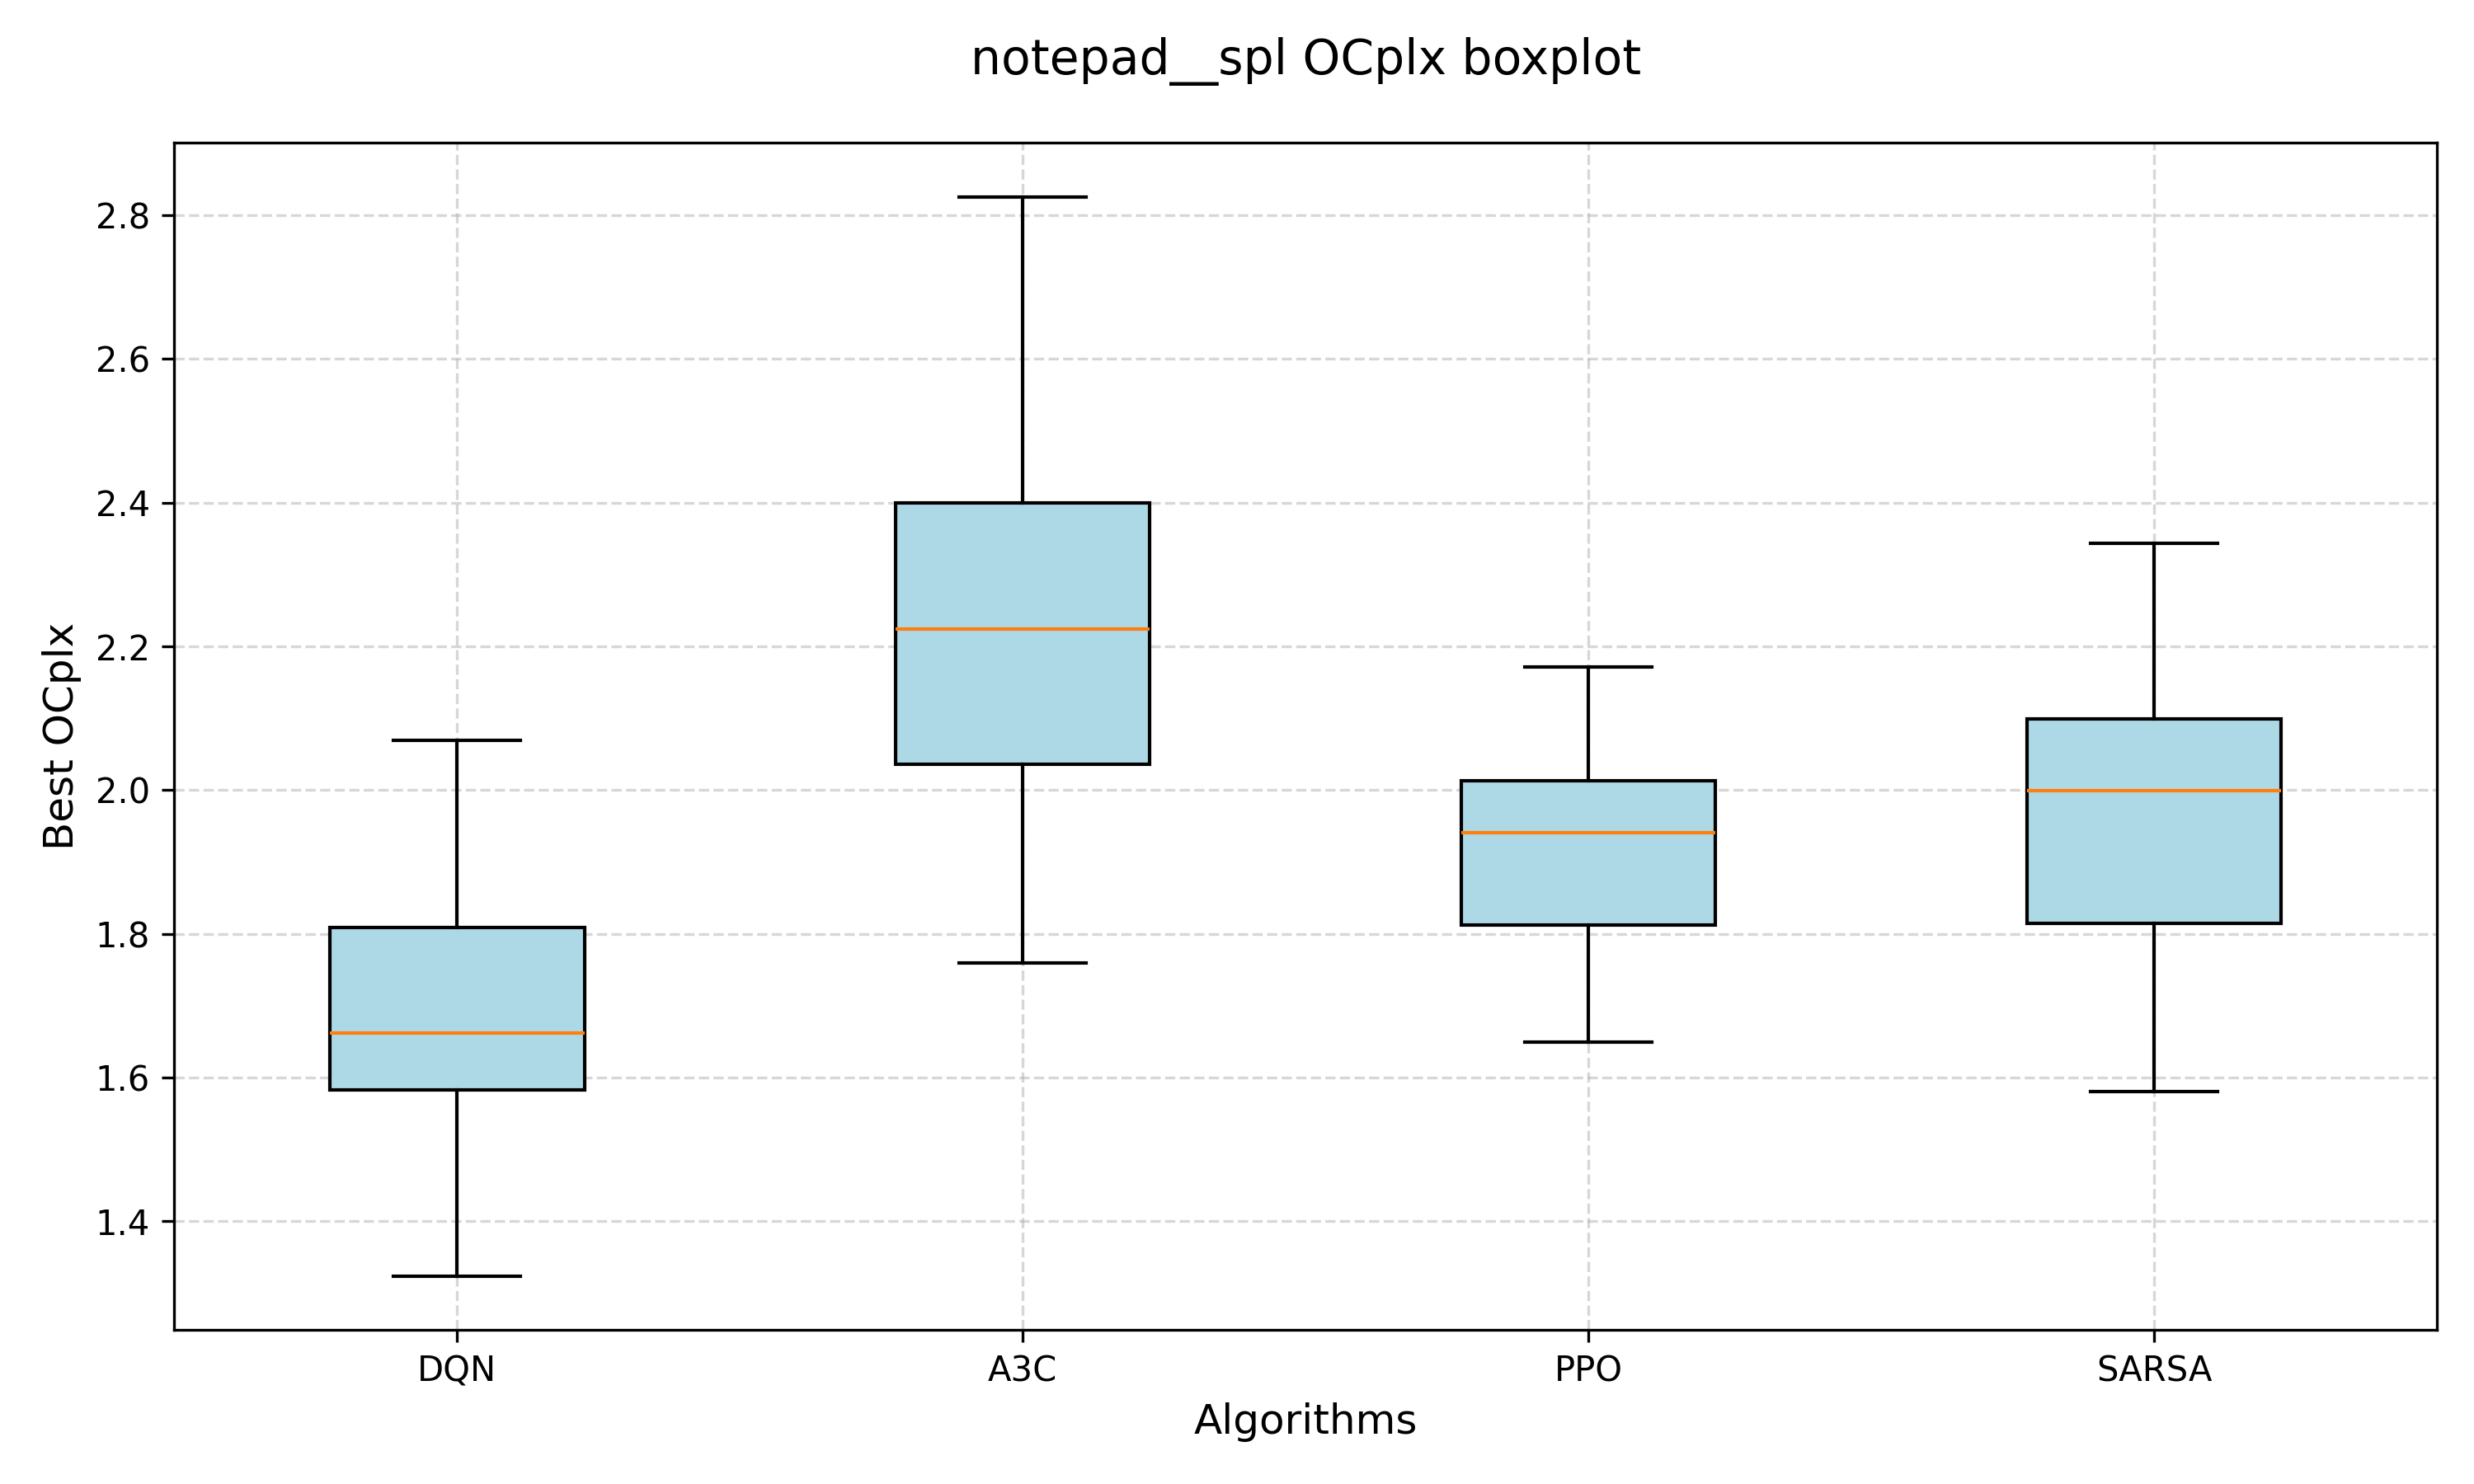 notepad__spl OCplx boxplot
Best OCplx
2.8
2.6
2.4
2.2
2.0
1.8
1.6
1.4
DQN A3C PPO SARSA
Algorithms